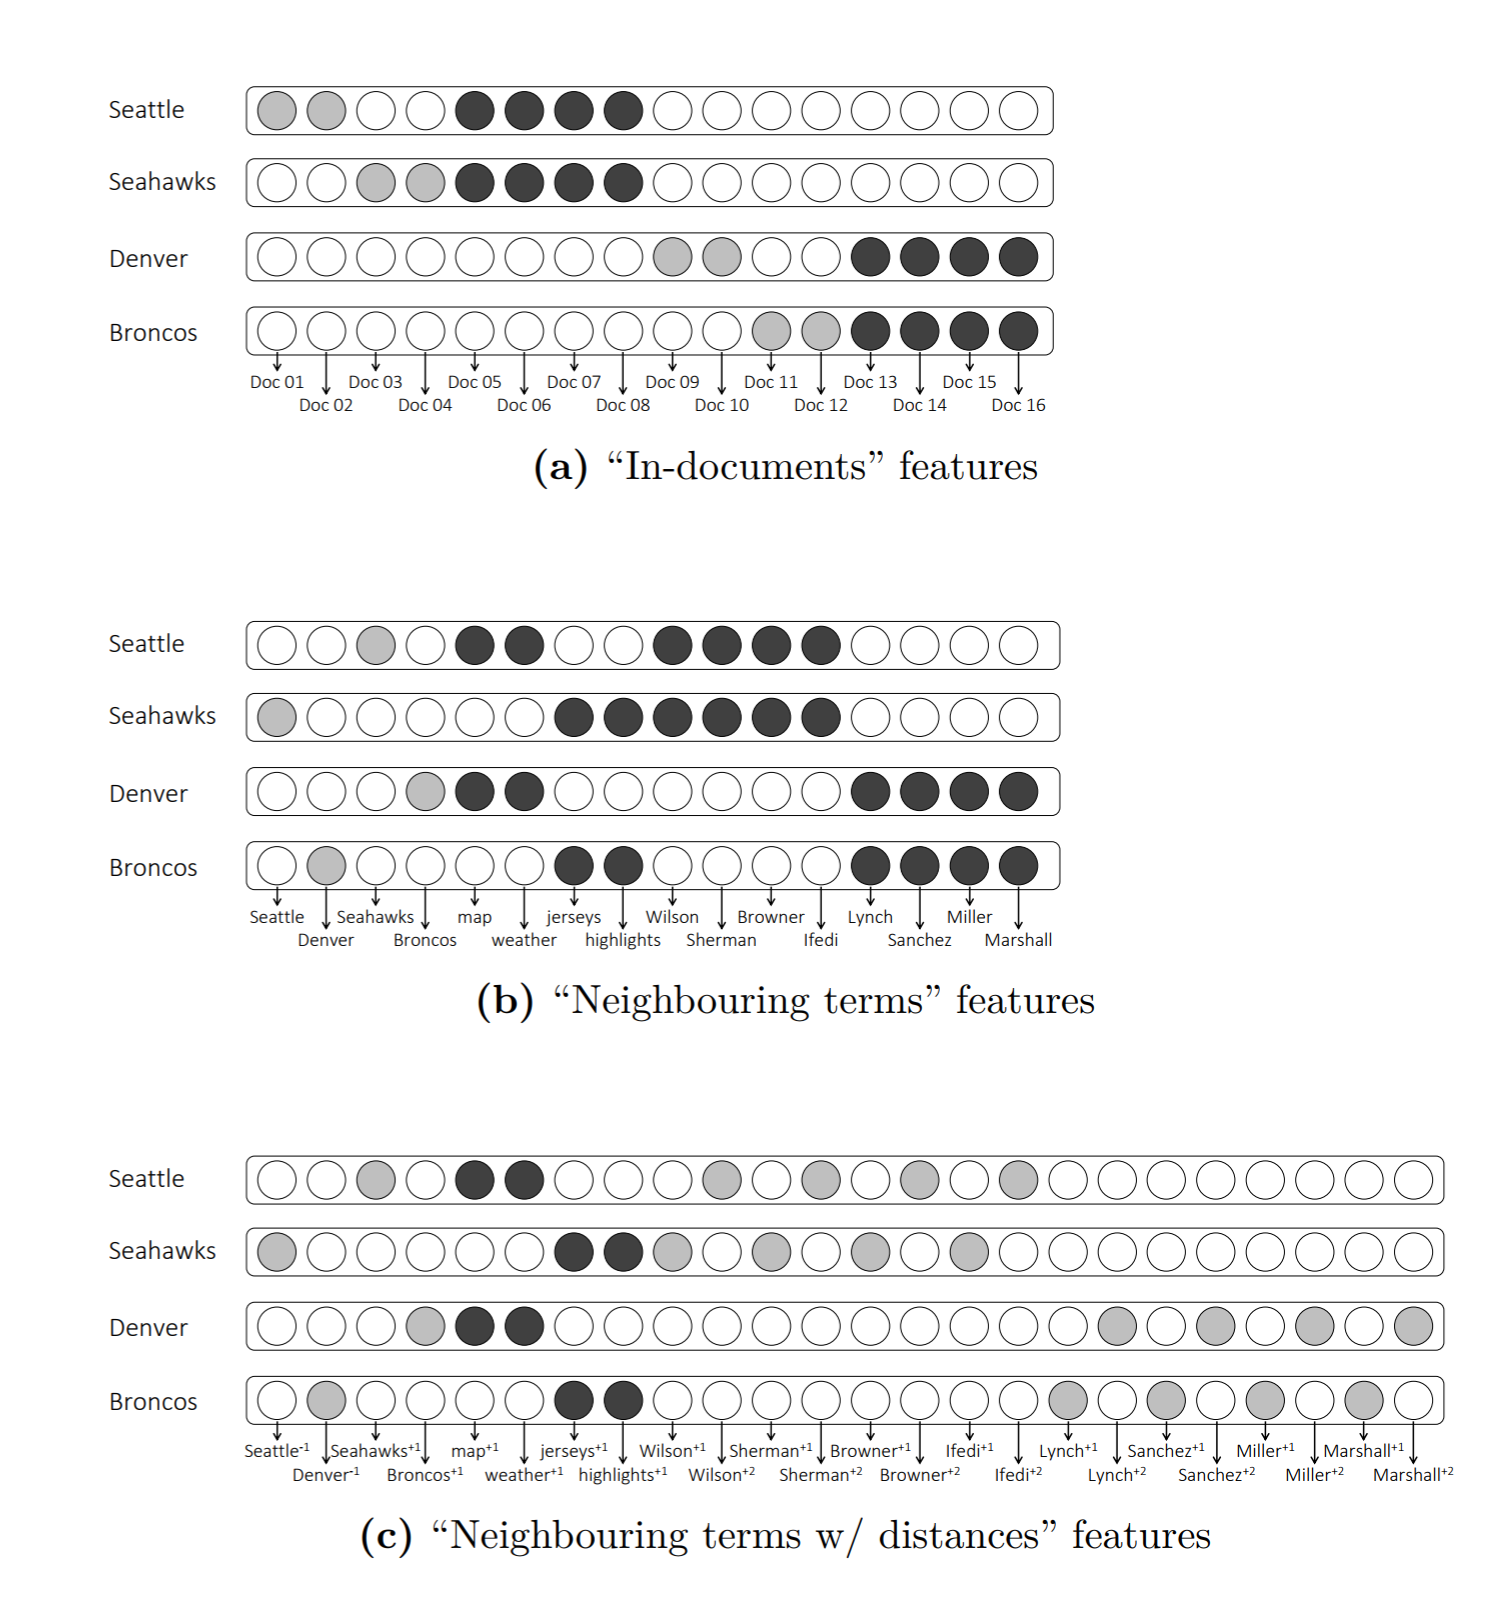 Seattle
Seahawks
Denver
Broncos
Doc 01 Doc 03 Doc 05 Doc 07 Doc 09 Doc 11 Doc 13 Doc 15
Doc 02 Doc 04 Doc 06 Doc 08 Doc 10 Doc 12 Doc 14 Doc 16
(a) “In-documents” features
Seattle
Seahawks
Denver
Broncos
Seattle Seahawks map jerseys Wilson Browner Lynch Miller
Denver Broncos weather highlights Sherman Ifedi Sanchez Marshall
(b) “Neighbouring terms” features
Seattle
Seahawks
Denver
Broncos
Seattle-1 Seahawks+1 map+1 jerseys+1 Wilson+1 Sherman+1 Browner+1 Ifedi+1 Lynch+1 Sanchez+1 Miller+1 Marshall+1
Denver-1 Broncos+1 weather+1 highlights+1 Wilson+2 Sherman+2 Browner+2 Ifedi+2 Lynch+2 Sanchez+2 Miller+2 Marshall+2
(c) “Neighbouring terms w/ distances” features